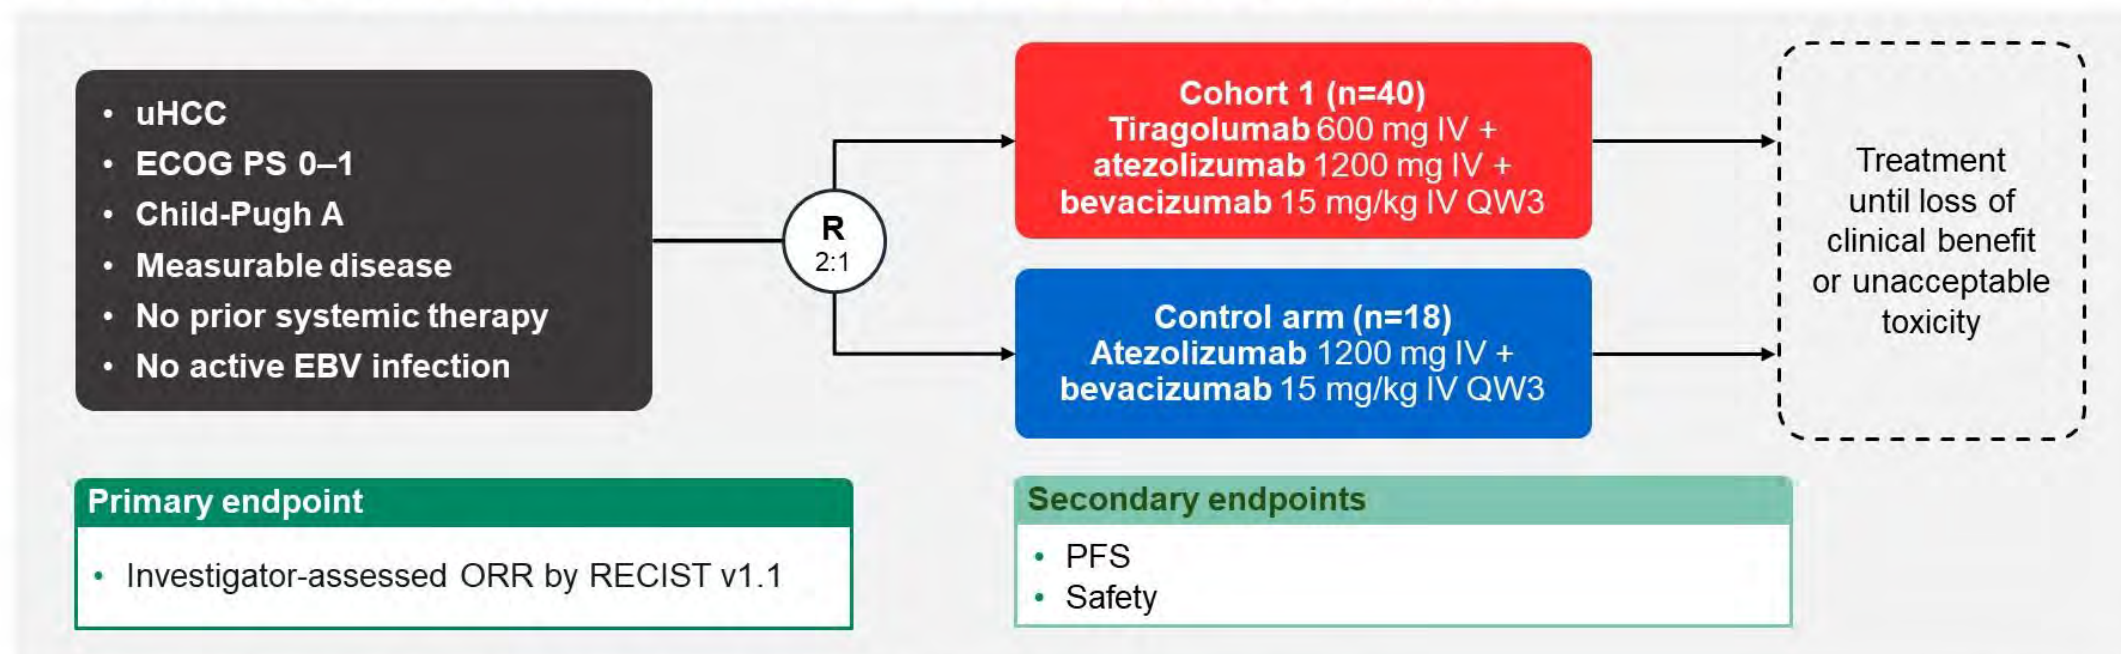 • uHCC
• ECOG PS 0–1
• Child-Pugh A
• Measurable disease
• No prior systemic therapy
• No active EBV infection
R
2:1
Cohort 1 (n=40)
Tiragolumab 600 mg IV +
atezolizumab 1200 mg IV +
bevacizumab 15 mg/kg IV QW3
Control arm (n=18)
Atezolizumab 1200 mg IV +
bevacizumab 15 mg/kg IV QW3
Treatment
until loss of
clinical benefit
or unacceptable
toxicity
Primary endpoint
• Investigator-assessed ORR by RECIST v1.1
Secondary endpoints
• PFS
• Safety